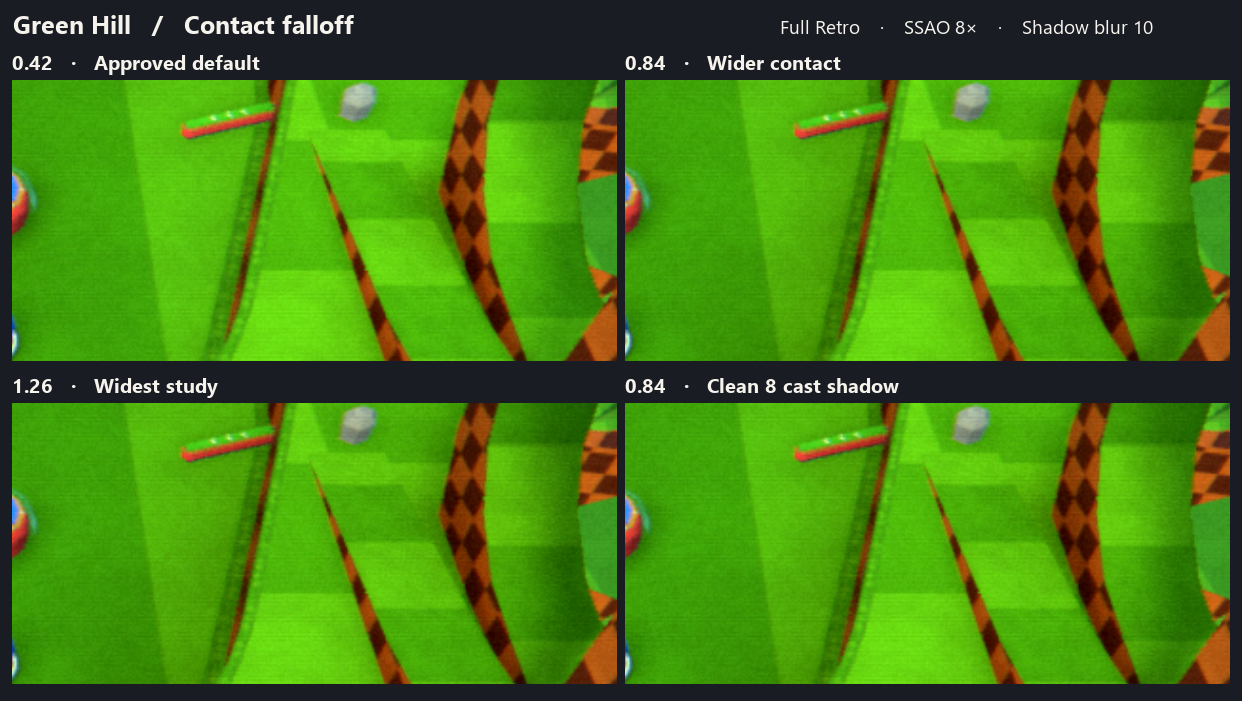 Green Hill / Contact falloff
Full Retro · SSAO 8× · Shadow blur 10
0.42 · Approved default
0.84 · Wider contact
1.26 · Widest study
0.84 · Clean 8 cast shadow